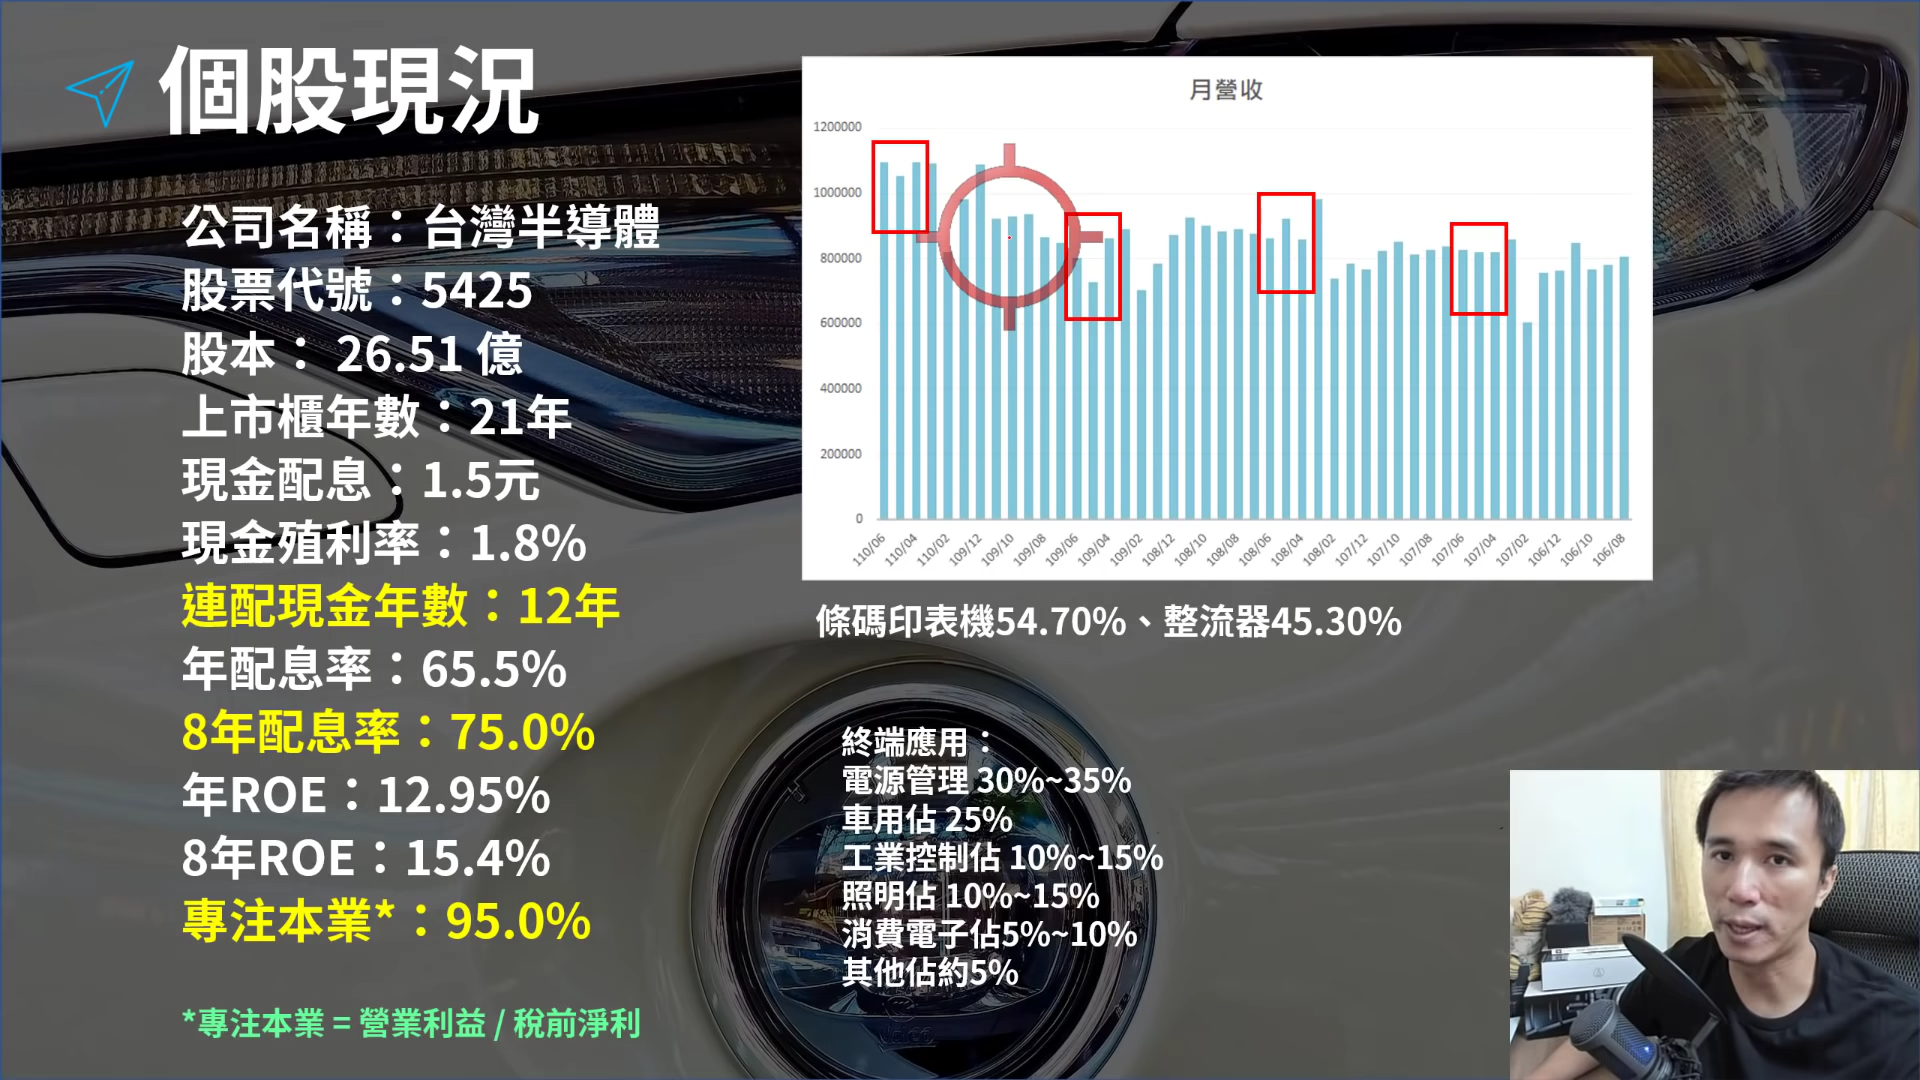 個股現況
公司名稱：台灣半導體
股票代號：5425
股本： 26.51 億
上市櫃年數：21年
現金配息：1.5元
現金殖利率：1.8%
連配現金年數：12年
年配息率：65.5%
8年配息率：75.0%
年ROE：12.95%
8年ROE：15.4%
專注本業*：95.0%
*專注本業 = 營業利益 / 稅前淨利
月營收
1200000
1000000
800000
600000
400000
200000
0
110/06 110/04 110/02 109/12 109/10 109/08 109/06 109/04 109/02 108/12 108/10 108/08 108/06 108/04 108/02 107/12 107/10 107/08 107/06 107/04 107/02 106/12 106/10 106/08
條碼印表機54.70%、整流器45.30%
終端應用：
電源管理 30%~35%
車用佔 25%
工業控制佔 10%~15%
照明佔 10%~15%
消費電子佔5%~10%
其他佔約5%